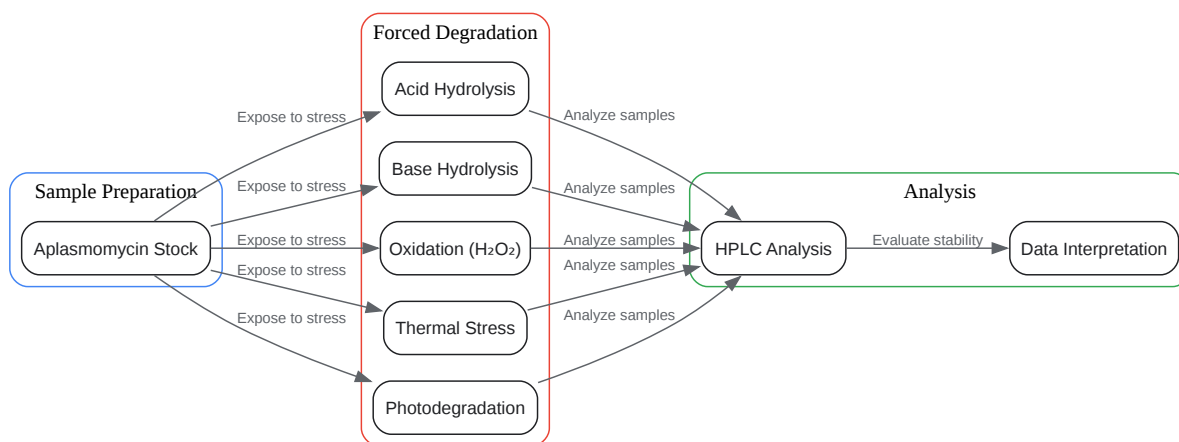 Sample Preparation
Aplasmomycin Stock
Expose to stress
Expose to stress
Expose to stress
Expose to stress
Expose to stress
Forced Degradation
Acid Hydrolysis
Base Hydrolysis
Oxidation (H₂O₂)
Thermal Stress
Photodegradation
Analyze samples
Analyze samples
Analyze samples
Analyze samples
Analyze samples
Analysis
HPLC Analysis
Evaluate stability
Data Interpretation